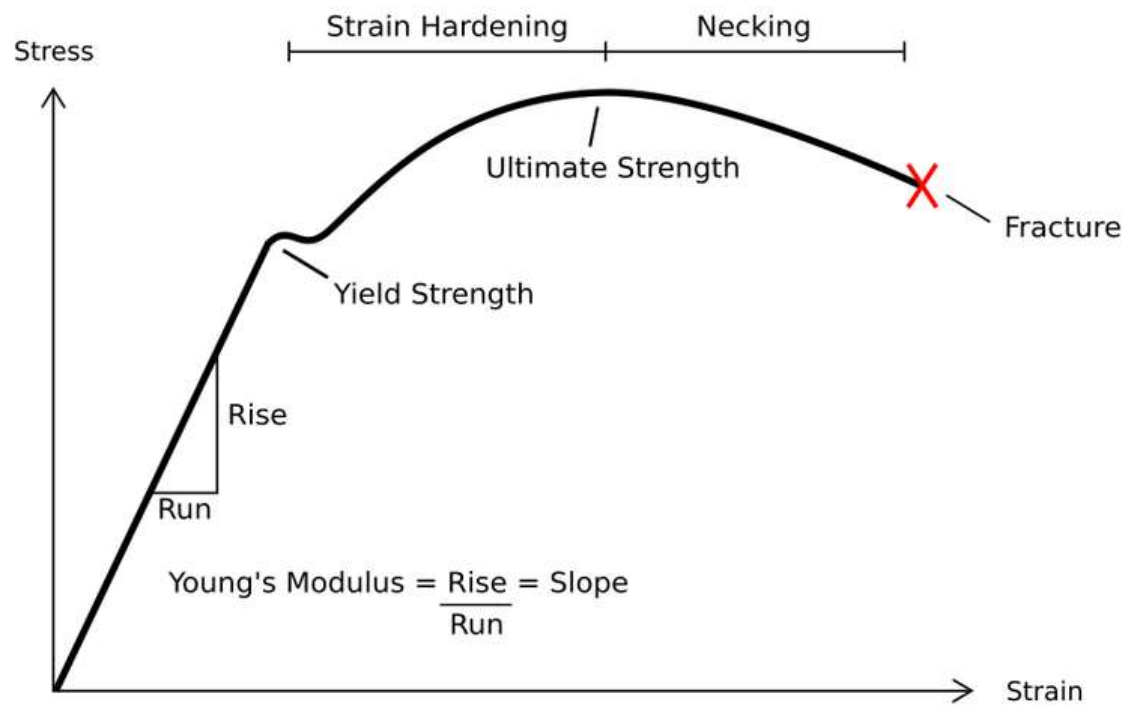 Strain Hardening
Necking
Stress
Ultimate Strength
Fracture
Yield Strength
Rise
Run
Young's Modulus = Rise = Slope
Run
Strain